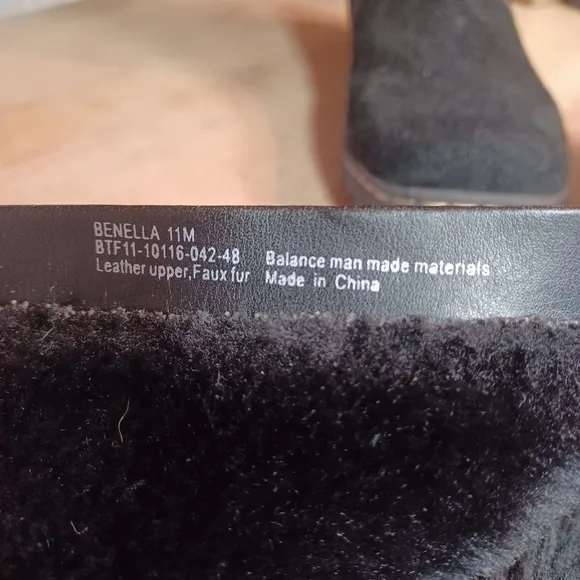 BENELLA 11M
BTF11-10116-042-48
Leather upper,Faux fur
Balance man made materials
Made in China